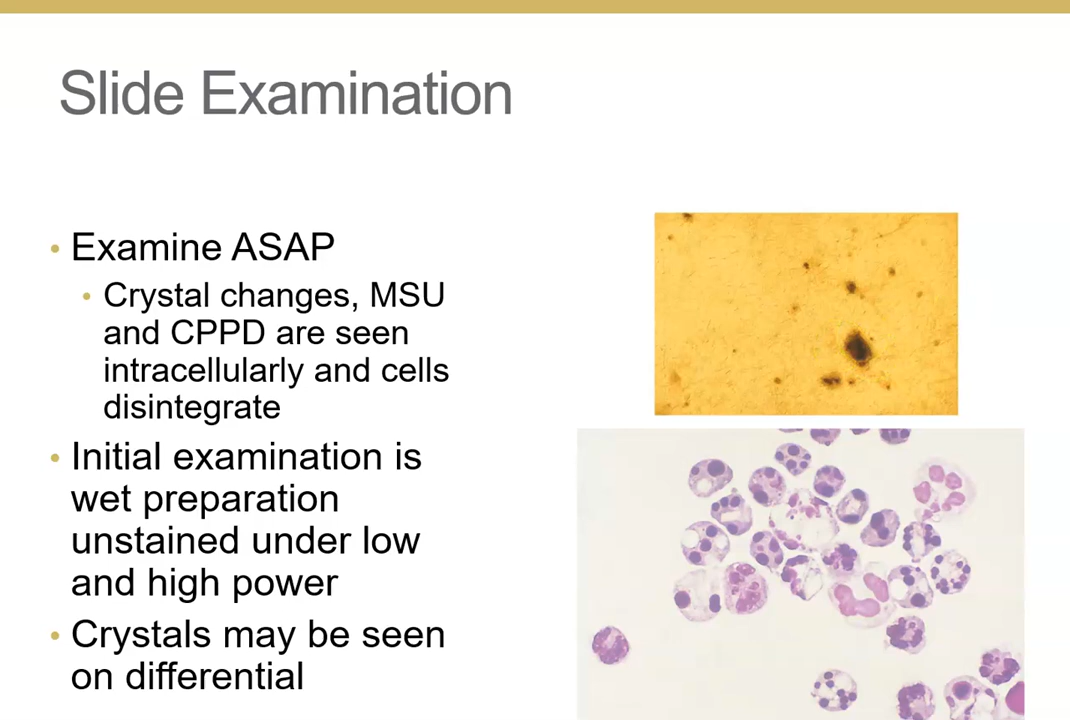 Slide Examination
• Examine ASAP
• Crystal changes, MSU
and CPPD are seen
intracellularly and cells
disintegrate
• Initial examination is
wet preparation
unstained under low
and high power
• Crystals may be seen
on differential